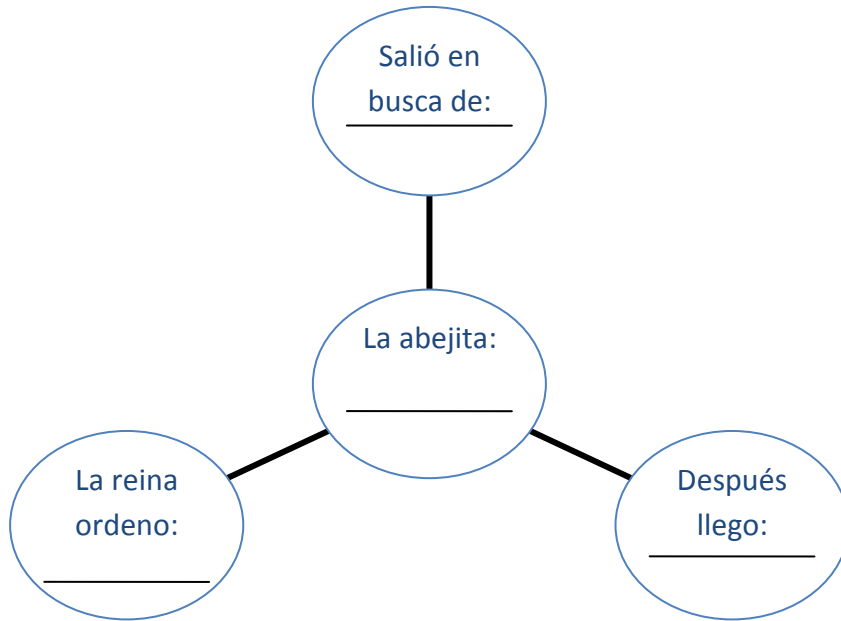 Salió en
busca de:
La abejita:
La reina
ordeno:
Después
llego: